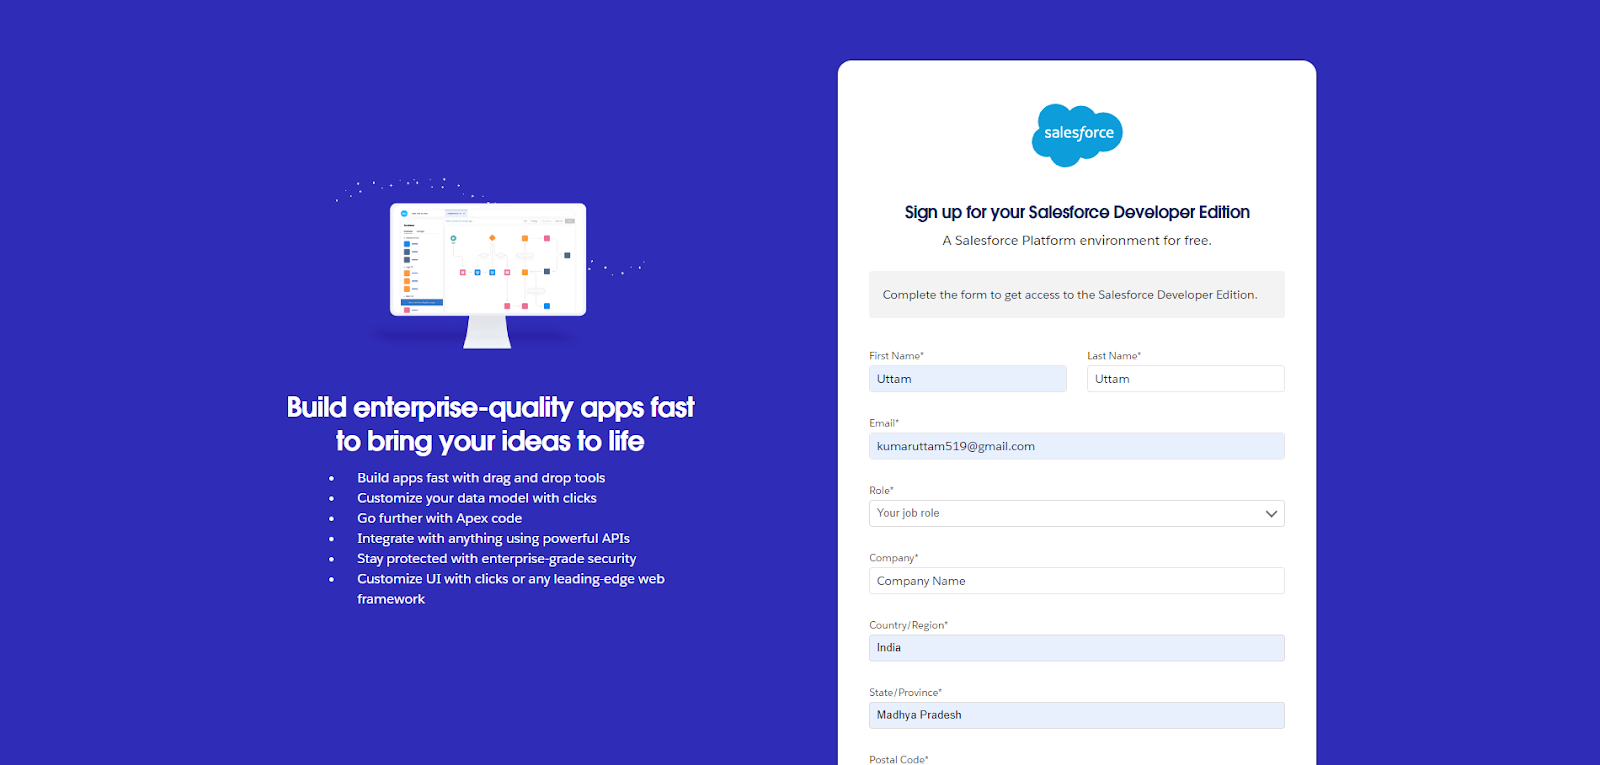 Build enterprise-quality apps fast
to bring your ideas to life
• Build apps fast with drag and drop tools
• Customize your data model with clicks
• Go further with Apex code
• Integrate with anything using powerful APIs
• Stay protected with enterprise-grade security
• Customize UI with clicks or any leading-edge web
framework
salesforce
Sign up for your Salesforce Developer Edition
A Salesforce Platform environment for free.
Complete the form to get access to the Salesforce Developer Edition.
First Name* Last Name*
Uttam Uttam
Email*
kumaruttam519@gmail.com
Role*
Your job role
Company*
Company Name
Country/Region*
India
State/Province*
Madhya Pradesh
Postal Code*